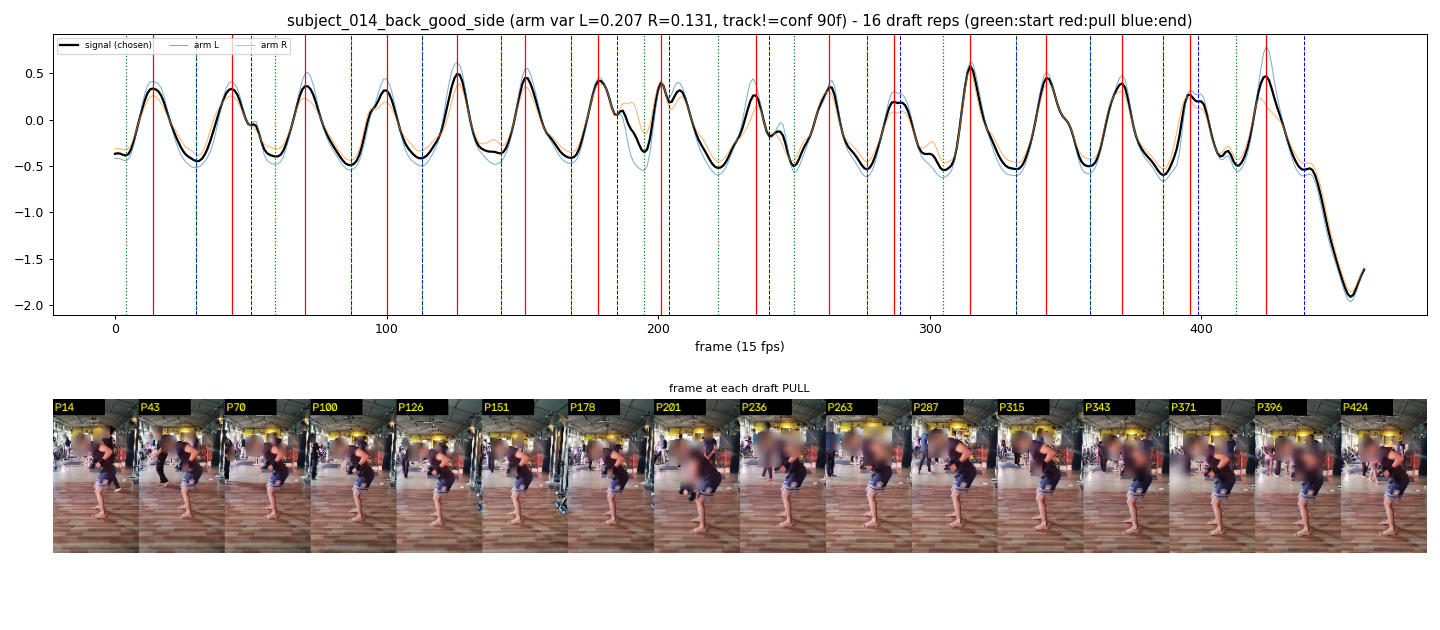 subject_014_back_good_side (arm var L=0.207 R=0.131, track!=conf 90f) - 16 draft reps (green:start red:pull blue:end)
signal (chosen) arm L arm R
0.5
0.0
−0.5
−1.0
−1.5
−2.0
0 100 200 300 400
frame (15 fps)
frame at each draft PULL
P14 P43 P70 P100 P126 P151 P178 P201 P236 P263 P287 P315 P343 P371 P396 P424